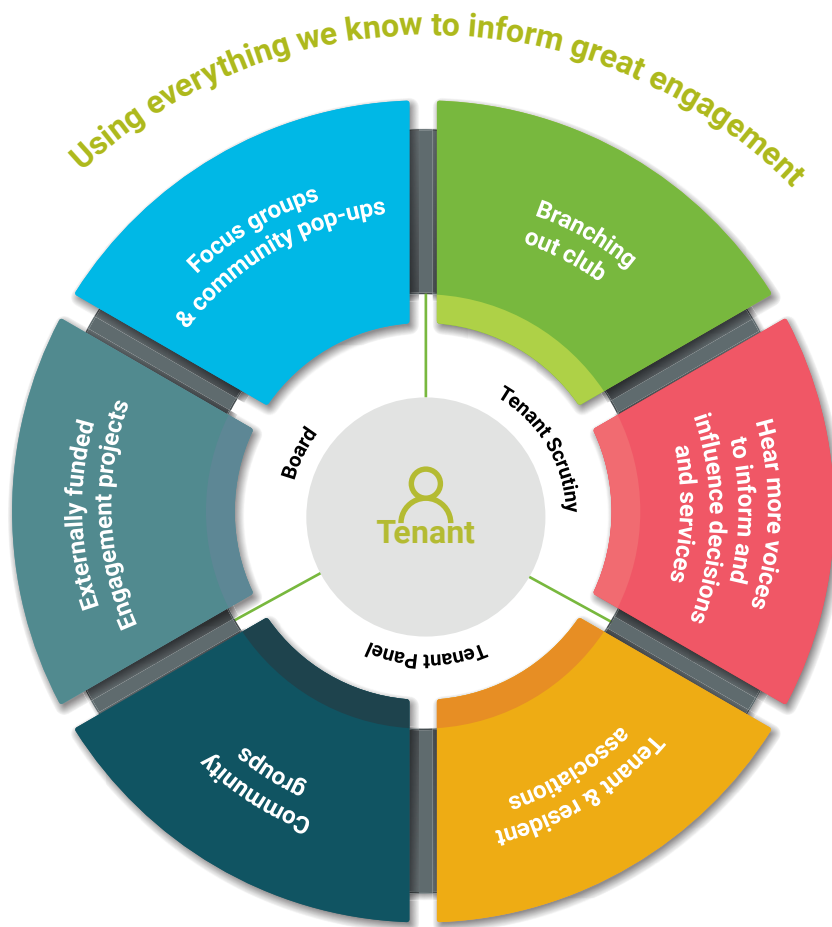 Using everything we know to inform great engagement
Focus groups
& community pop-ups
Branching
out club
Hear more voices
to inform and
influence decisions
and services
Tenant & resident
associations
Community
groups
Externally funded
Engagement projects
Board
Tenant Scrutiny
Tenant Panel
Tenant